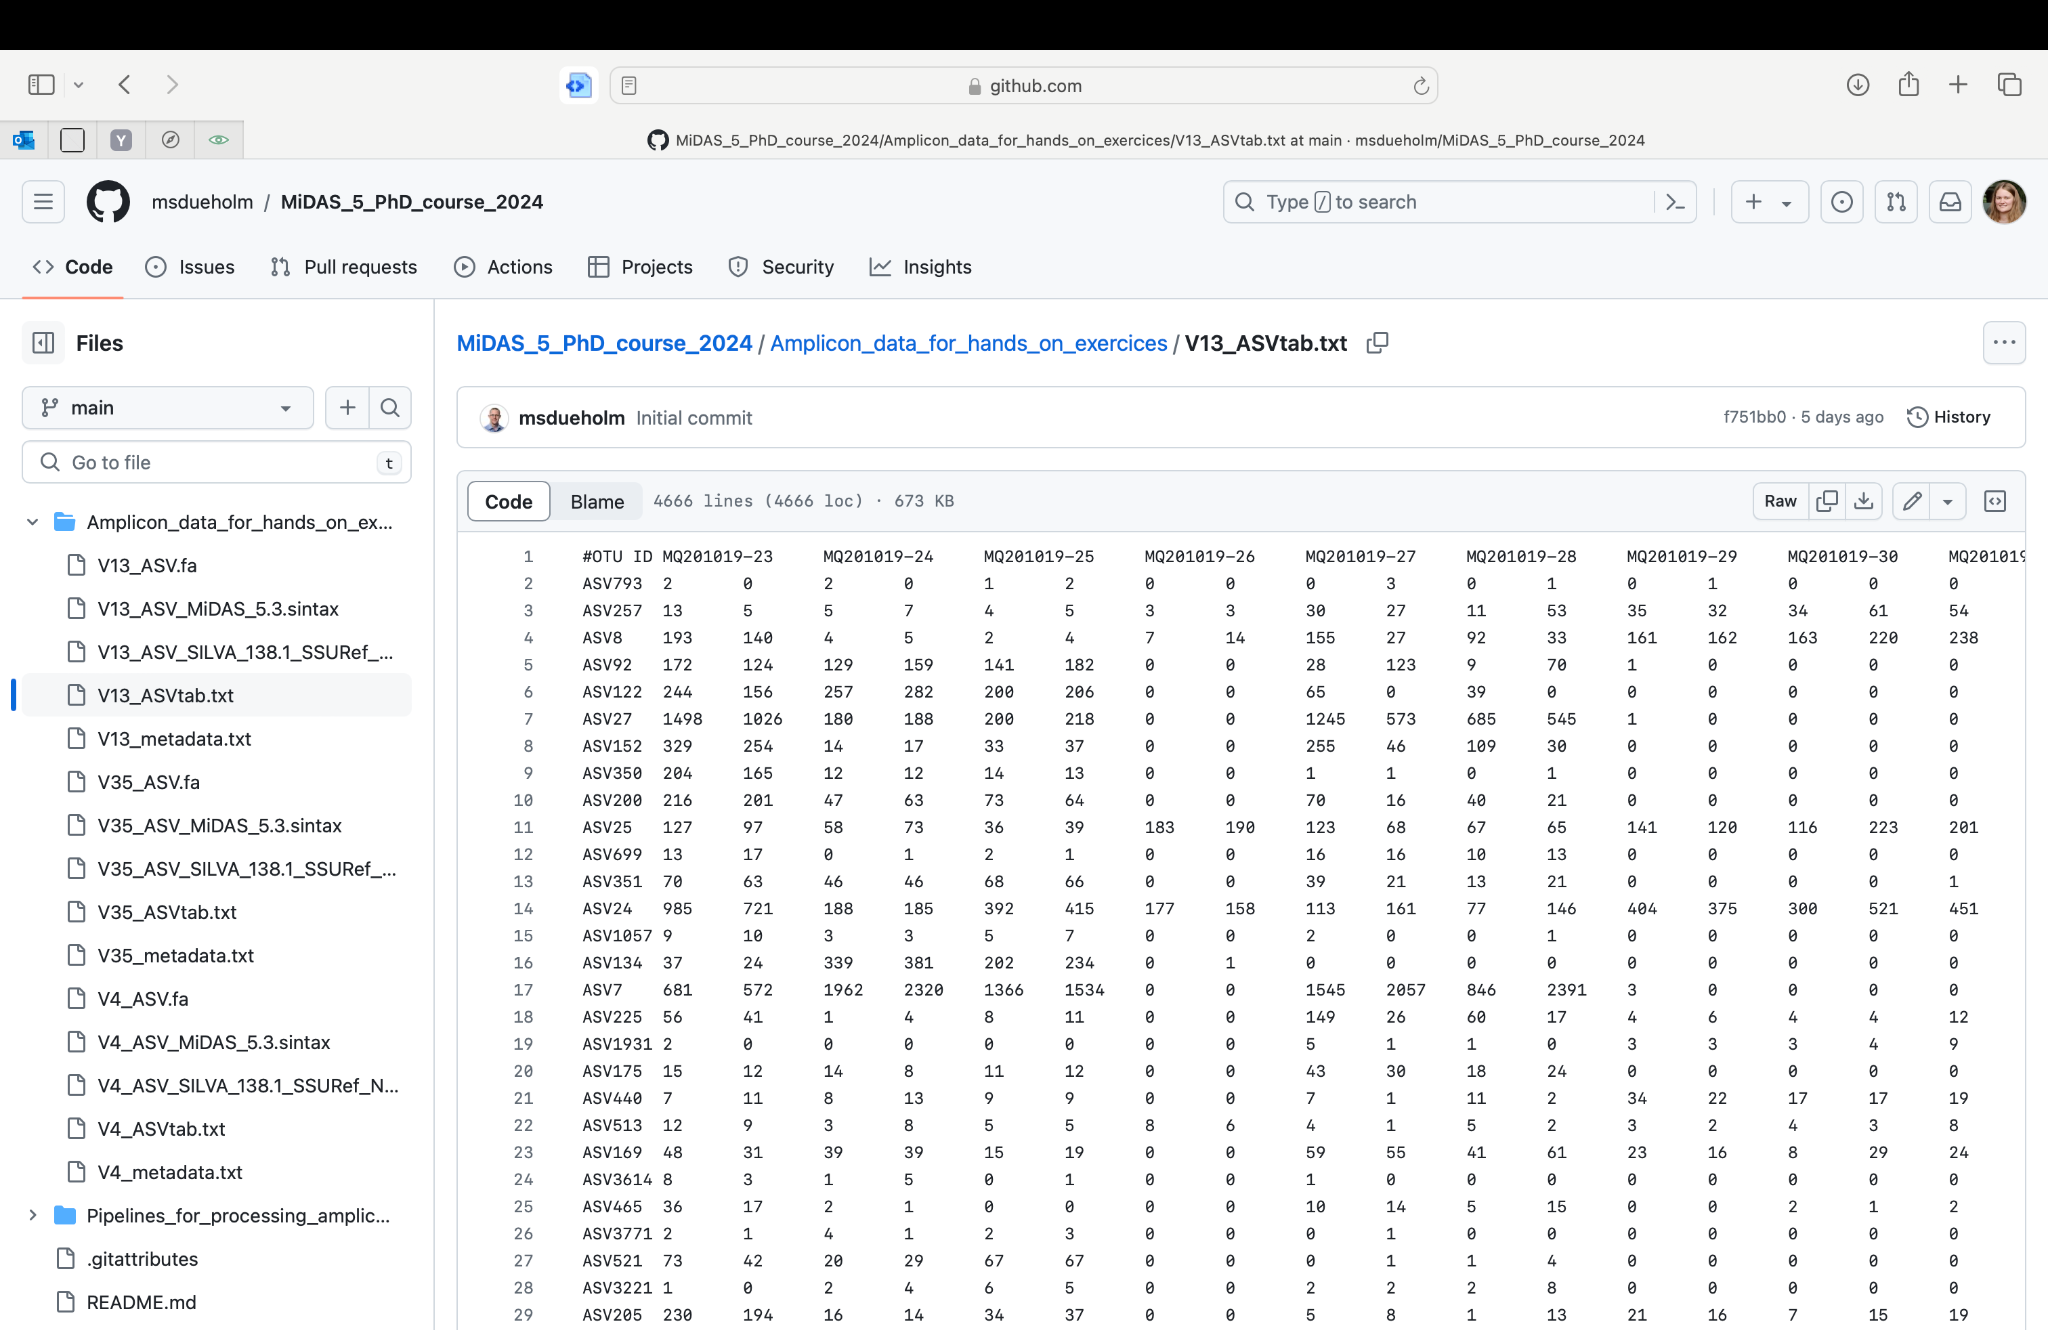 github.com
Y
MiDAS_5_PhD_course_2024/Amplicon_data_for_hands_on_exercices/V13_ASVtab.txt at main · msdueholm/MiDAS_5_PhD_course_2024
msdueholm / MiDAS_5_PhD_course_2024
Type / to search
Code Issues Pull requests Actions Projects Security Insights
Files
main
Go to file t
Amplicon_data_for_hands_on_ex...
V13_ASV.fa
V13_ASV_MiDAS_5.3.sintax
V13_ASV_SILVA_138.1_SSURef_...
V13_ASVtab.txt
V13_metadata.txt
V35_ASV.fa
V35_ASV_MiDAS_5.3.sintax
V35_ASV_SILVA_138.1_SSURef_...
V35_ASVtab.txt
V35_metadata.txt
V4_ASV.fa
V4_ASV_MiDAS_5.3.sintax
V4_ASV_SILVA_138.1_SSURef_N...
V4_ASVtab.txt
V4_metadata.txt
Pipelines_for_processing_amplic...
.gitattributes
README.md
MiDAS_5_PhD_course_2024 / Amplicon_data_for_hands_on_exercices / V13_ASVtab.txt
msdueholm Initial commit f751bb0 · 5 days ago History
Code Blame 4666 lines (4666 loc) · 673 KB Raw
1 #OTU ID MQ201019-23 MQ201019-24 MQ201019-25 MQ201019-26 MQ201019-27 MQ201019-28 MQ201019-29 MQ201019-30 MQ201019
2 ASV793 2 0 2 0 1 2 0 0 0 3 0 1 0 1 0 0 0
3 ASV257 13 5 5 7 4 5 3 3 30 27 11 53 35 32 34 61 54
4 ASV8 193 140 4 5 2 4 7 14 155 27 92 33 161 162 163 220 238
5 ASV92 172 124 129 159 141 182 0 0 28 123 9 70 1 0 0 0 0
6 ASV122 244 156 257 282 200 206 0 0 65 0 39 0 0 0 0 0 0
7 ASV27 1498 1026 180 188 200 218 0 0 1245 573 685 545 1 0 0 0 0
8 ASV152 329 254 14 17 33 37 0 0 255 46 109 30 0 0 0 0 0
9 ASV350 204 165 12 12 14 13 0 0 1 1 0 1 0 0 0 0 0
10 ASV200 216 201 47 63 73 64 0 0 70 16 40 21 0 0 0 0 0
11 ASV25 127 97 58 73 36 39 183 190 123 68 67 65 141 120 116 223 201
12 ASV699 13 17 0 1 2 1 0 0 16 16 10 13 0 0 0 0 0
13 ASV351 70 63 46 46 68 66 0 0 39 21 13 21 0 0 0 0 1
14 ASV24 985 721 188 185 392 415 177 158 113 161 77 146 404 375 300 521 451
15 ASV1057 9 10 3 3 5 7 0 0 2 0 0 1 0 0 0 0 0
16 ASV134 37 24 339 381 202 234 0 1 0 0 0 0 0 0 0 0 0
17 ASV7 681 572 1962 2320 1366 1534 0 0 1545 2057 846 2391 3 0 0 0 0
18 ASV225 56 41 1 4 8 11 0 0 149 26 60 17 4 6 4 4 12
19 ASV1931 2 0 0 0 0 0 0 0 5 1 1 0 3 3 3 4 9
20 ASV175 15 12 14 8 11 12 0 0 43 30 18 24 0 0 0 0 0
21 ASV440 7 11 8 13 9 9 0 0 7 1 11 2 34 22 17 17 19
22 ASV513 12 9 3 8 5 5 8 6 4 1 5 2 3 2 4 3 8
23 ASV169 48 31 39 39 15 19 0 0 59 55 41 61 23 16 8 29 24
24 ASV3614 8 3 1 5 0 1 0 0 1 0 0 0 0 0 0 0 0
25 ASV465 36 17 2 1 0 0 0 0 10 14 5 15 0 0 2 1 2
26 ASV3771 2 1 4 1 2 3 0 0 0 1 0 0 0 0 0 0 0
27 ASV521 73 42 20 29 67 67 0 0 0 1 1 4 0 0 0 0 0
28 ASV3221 1 0 2 4 6 5 0 0 2 2 2 8 0 0 0 0 0
29 ASV205 230 194 16 14 34 37 0 0 5 8 1 13 21 16 7 15 19